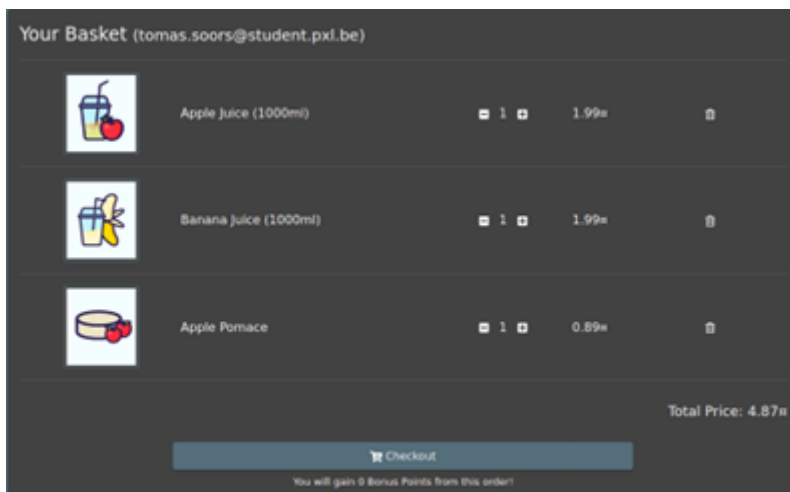 Your Basket (tomas.soors@student.pxl.be)
Apple Juice (1000ml) 1 1.99¤
Banana Juice (1000ml) 1 1.99¤
Apple Pomace 1 0.89¤
Total Price: 4.87¤
Checkout
You will gain 0 Bonus Points from this order!